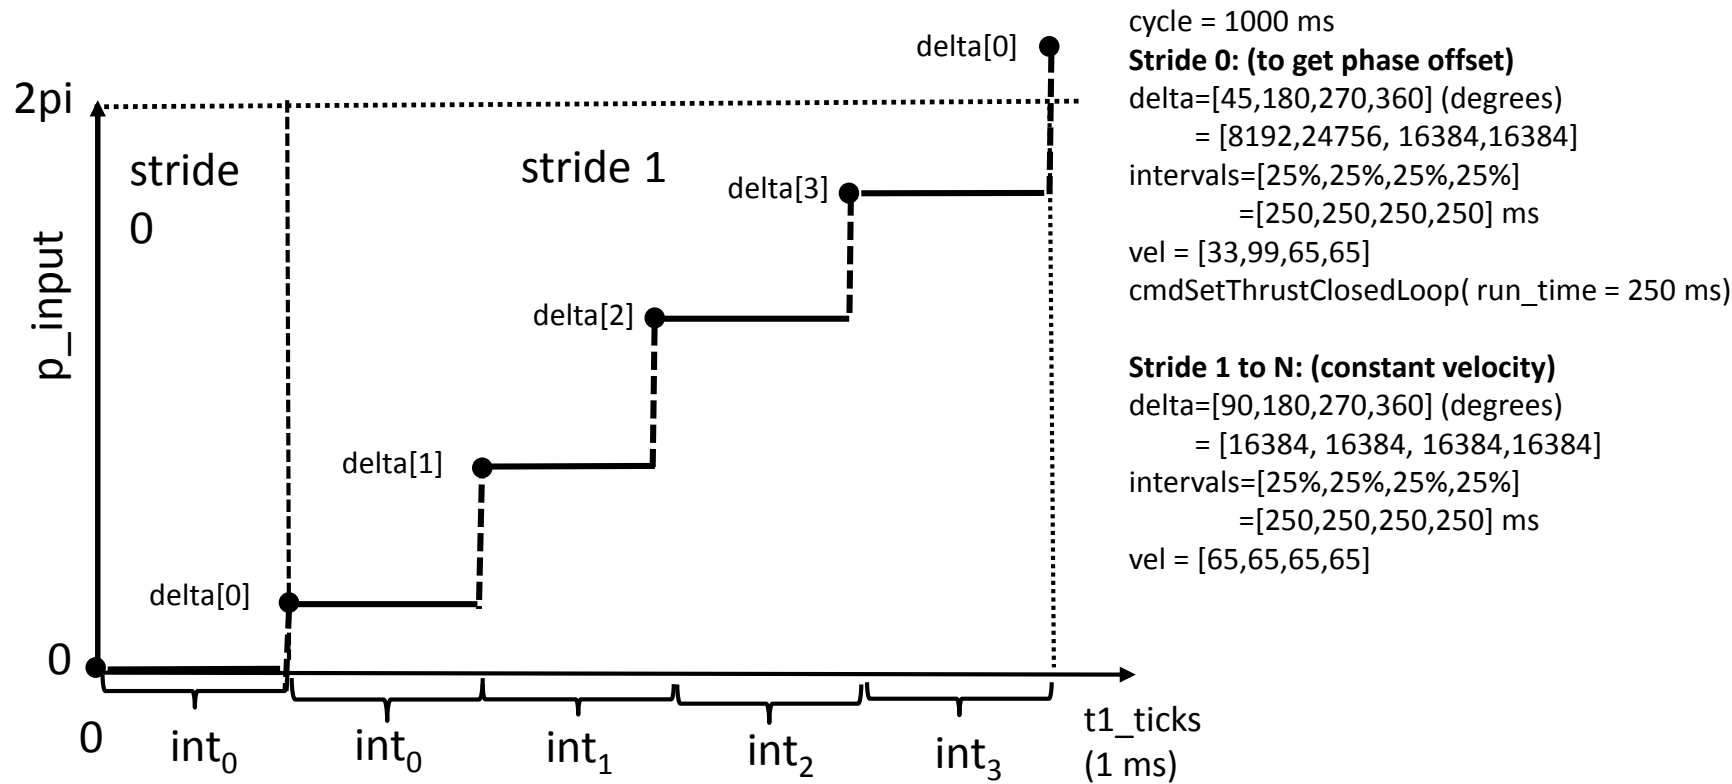 cycle = 1000 ms
Stride 0: (to get phase offset)
delta=[45,180,270,360] (degrees)
= [8192,24756, 16384,16384]
intervals=[25%,25%,25%,25%]
=[250,250,250,250] ms
vel = [33,99,65,65]
cmdSetThrustClosedLoop( run_time = 250 ms)
Stride 1 to N: (constant velocity)
delta=[90,180,270,360] (degrees)
= [16384, 16384, 16384,16384]
intervals=[25%,25%,25%,25%]
=[250,250,250,250] ms
vel = [65,65,65,65]
delta[0]
2pi
stride
0
stride 1
delta[3]
delta[2]
delta[1]
delta[0]
p_input
0
0
int₀
int₀
int₁
int₂
int₃
t1_ticks
(1 ms)